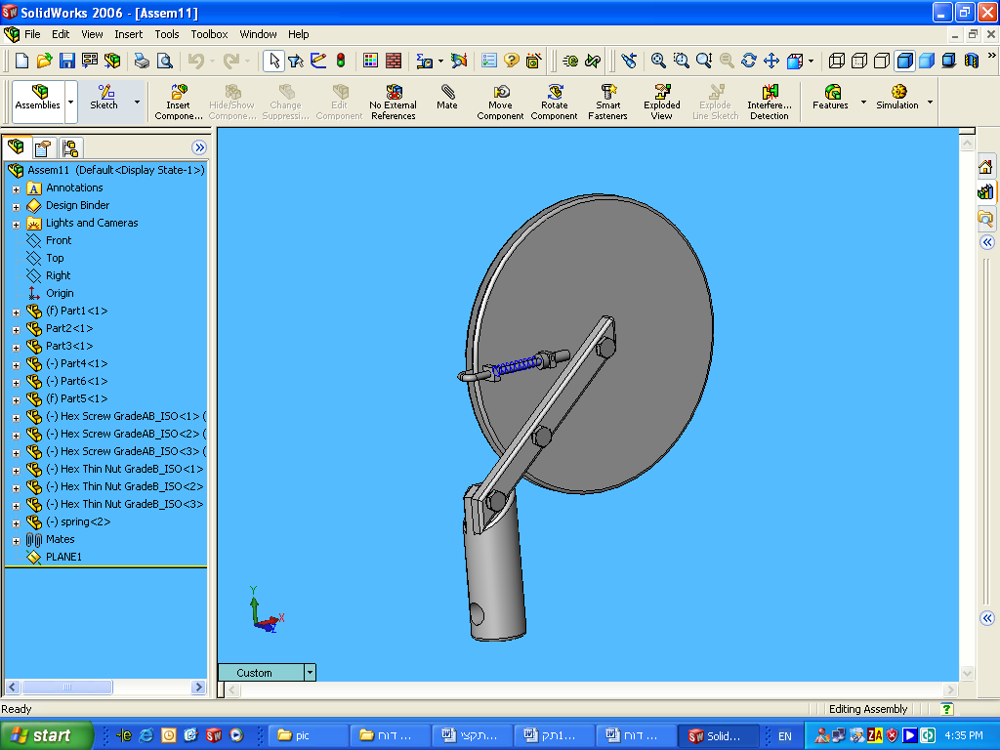 SolidWorks 2006 - [Assem11]
File Edit View Insert Tools Toolbox Window Help
Assemblies
Sketch
Insert Compone...
Hide/Show Compone...
Change Suppressi...
Edit Component
No External References
Mate
Move Component
Rotate Component
Smart Fasteners
Exploded View
Explode Line Sketch
Interfere... Detection
Features
Simulation
Assem11 (Default<Display State-1>)
Annotations
Design Binder
Lights and Cameras
Front
Top
Right
Origin
(f) Part1<1>
Part2<1>
Part3<1>
(-) Part4<1>
(-) Part6<1>
(f) Part5<1>
(-) Hex Screw GradeAB_ISO<1> (
(-) Hex Screw GradeAB_ISO<2> (
(-) Hex Screw GradeAB_ISO<3> (
(-) Hex Thin Nut GradeB_ISO<1>
(-) Hex Thin Nut GradeB_ISO<2>
(-) Hex Thin Nut GradeB_ISO<3>
(-) spring<2>
Mates
PLANE1
Y
X
Z
Custom
Ready
Editing Assembly
start
pic
דוח ...
תקצי...
תק1...
דוח ...
Solid...
EN
ZA
4:35 PM